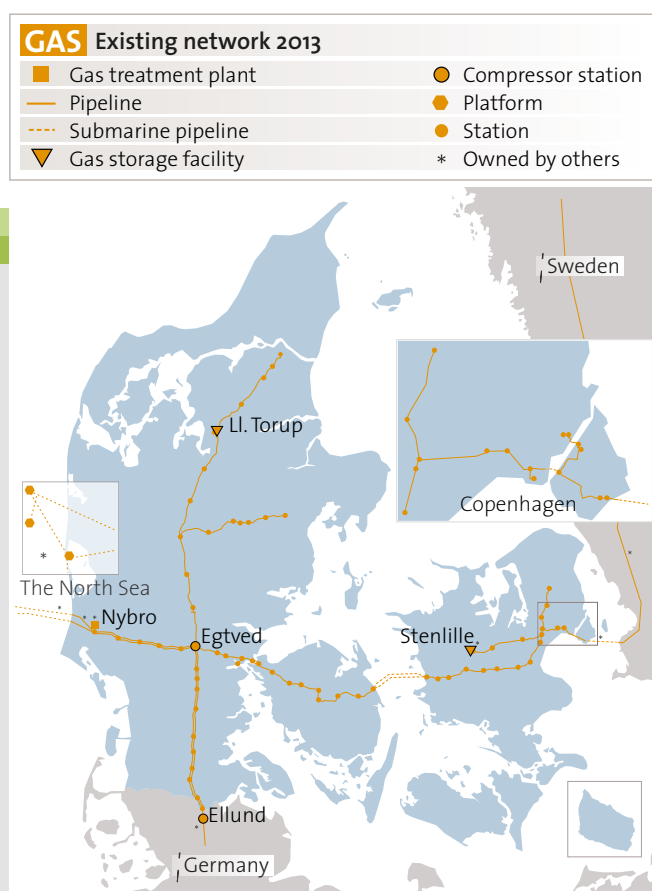 GAS Existing network 2013
Gas treatment plant
Compressor station
Pipeline
Platform
Submarine pipeline
Station
Gas storage facility
* Owned by others
Sweden
Ll. Torup
Copenhagen
*
The North Sea
*
*
* *
Nybro
Egtved
Stenlille
*
*
Ellund
*
Germany